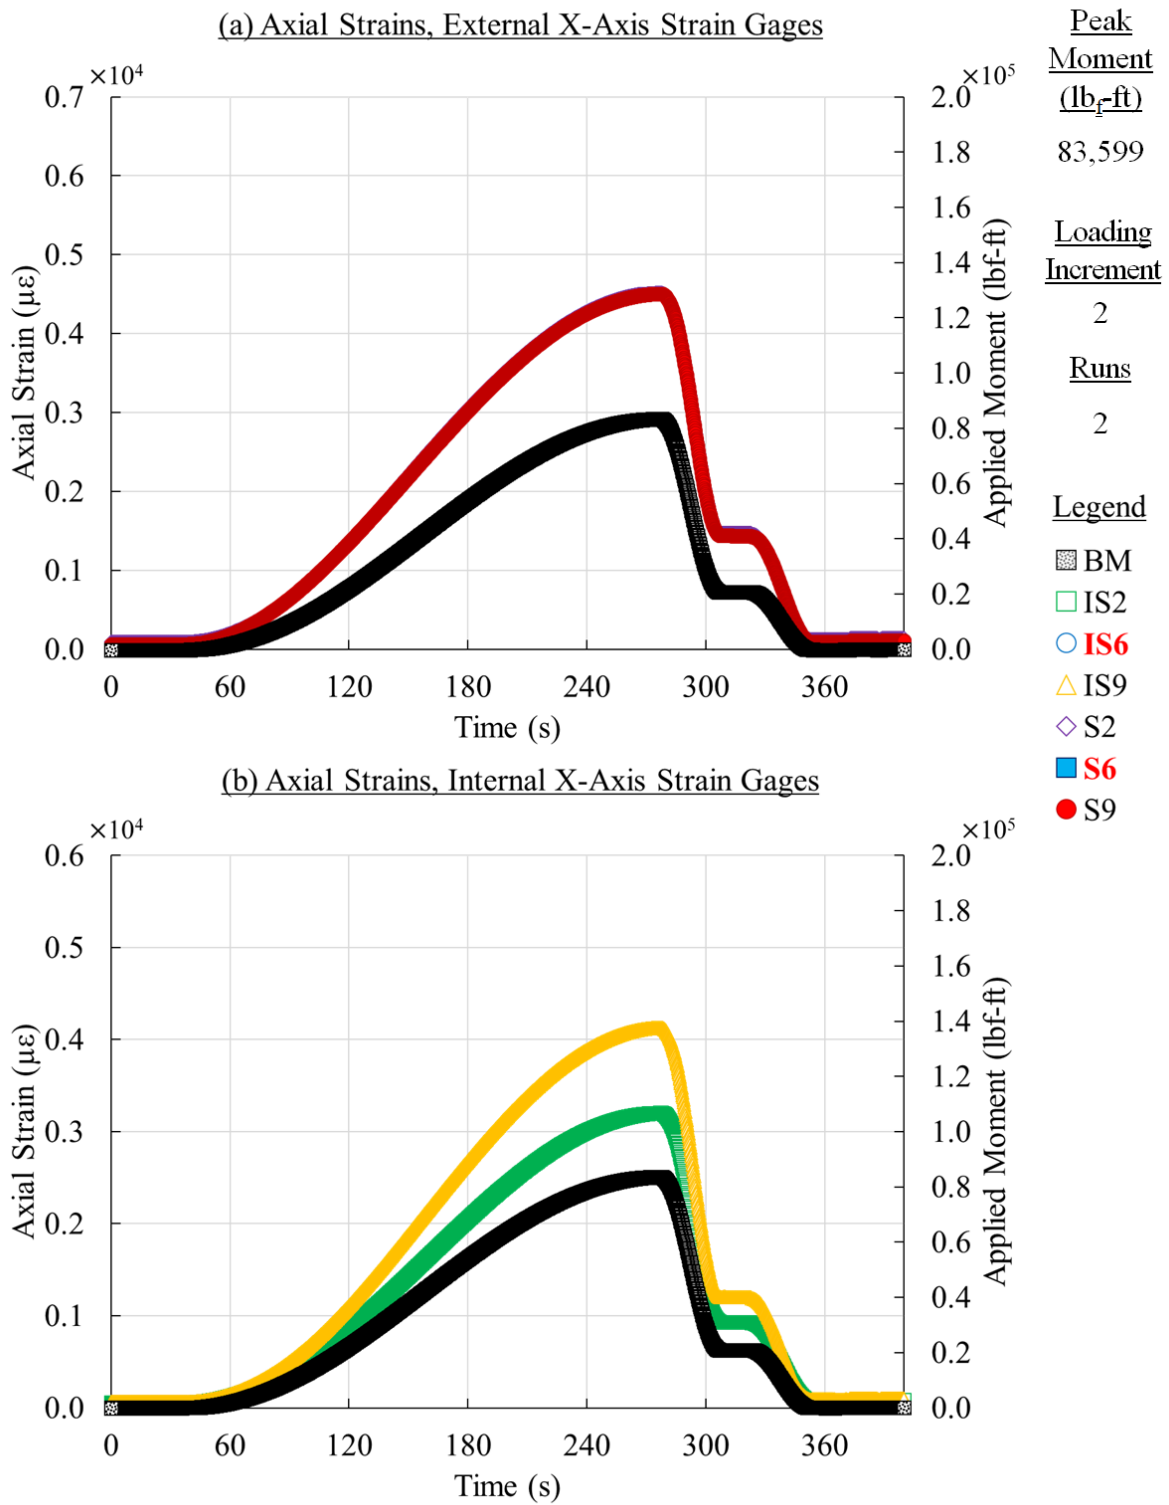 (a) Axial Strains, External X-Axis Strain Gages
×10⁴
×10⁵
0.7
0.6
0.5
0.4
0.3
0.2
0.1
0.0
Axial Strain (µε)
2.0
1.8
1.6
1.4
1.2
1.0
0.8
0.6
0.4
0.2
0.0
Applied Moment (lbf-ft)
0 60 120 180 240 300 360
Time (s)
(b) Axial Strains, Internal X-Axis Strain Gages
×10⁴
×10⁵
0.6
0.5
0.4
0.3
0.2
0.1
0.0
Axial Strain (µε)
2.0
1.8
1.6
1.4
1.2
1.0
0.8
0.6
0.4
0.2
0.0
Applied Moment (lbf-ft)
0 60 120 180 240 300 360
Time (s)
Peak
Moment
(lb_f-ft)
83,599
Loading
Increment
2
Runs
2
Legend
BM
IS2
IS6
IS9
S2
S6
S9